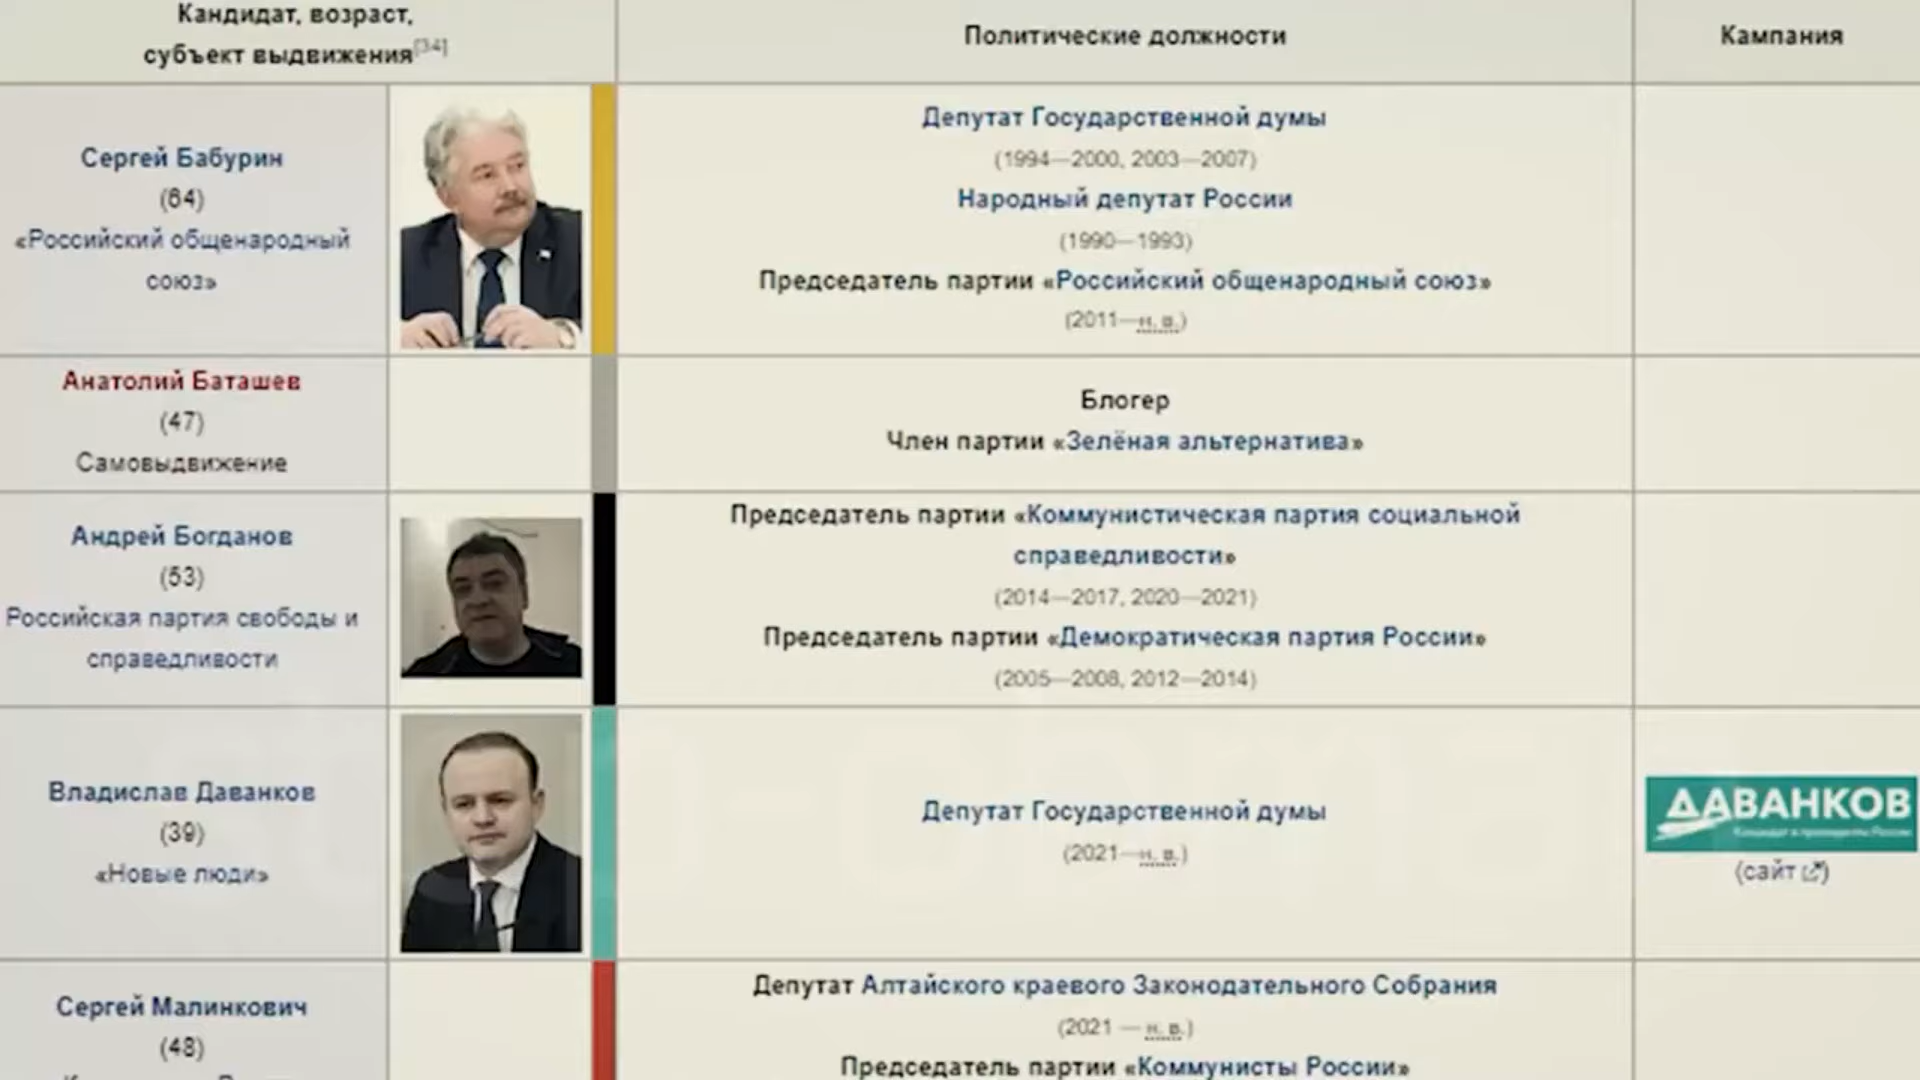 Кандидат, возраст,
субъект выдвижения[34]
Политические должности
Кампания
Сергей Бабурин
(64)
«Российский общенародный
союз»
Депутат Государственной думы
(1994—2000, 2003—2007)
Народный депутат России
(1990—1993)
Председатель партии «Российский общенародный союз»
(2011—н. в.)
Анатолий Баташев
(47)
Самовыдвижение
Блогер
Член партии «Зелёная альтернатива»
Андрей Богданов
(53)
Российская партия свободы и
справедливости
Председатель партии «Коммунистическая партия социальной
справедливости»
(2014—2017, 2020—2021)
Председатель партии «Демократическая партия России»
(2005—2008, 2012—2014)
Владислав Даванков
(39)
«Новые люди»
Депутат Государственной думы
(2021—н. в.)
ДАВАНКОВ
Кандидат в президенты России
(сайт)
Сергей Малинкович
(48)
Депутат Алтайского краевого Законодательного Собрания
(2021 — н. в.)
Председатель партии «Коммунисты России»